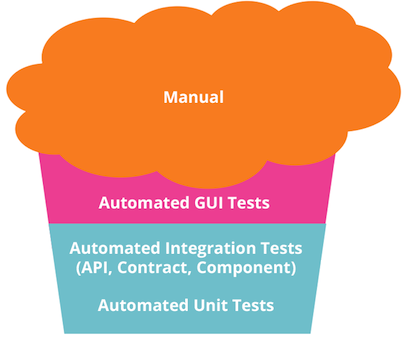 Manual
Automated GUI Tests
Automated Integration Tests
(API, Contract, Component)
Automated Unit Tests